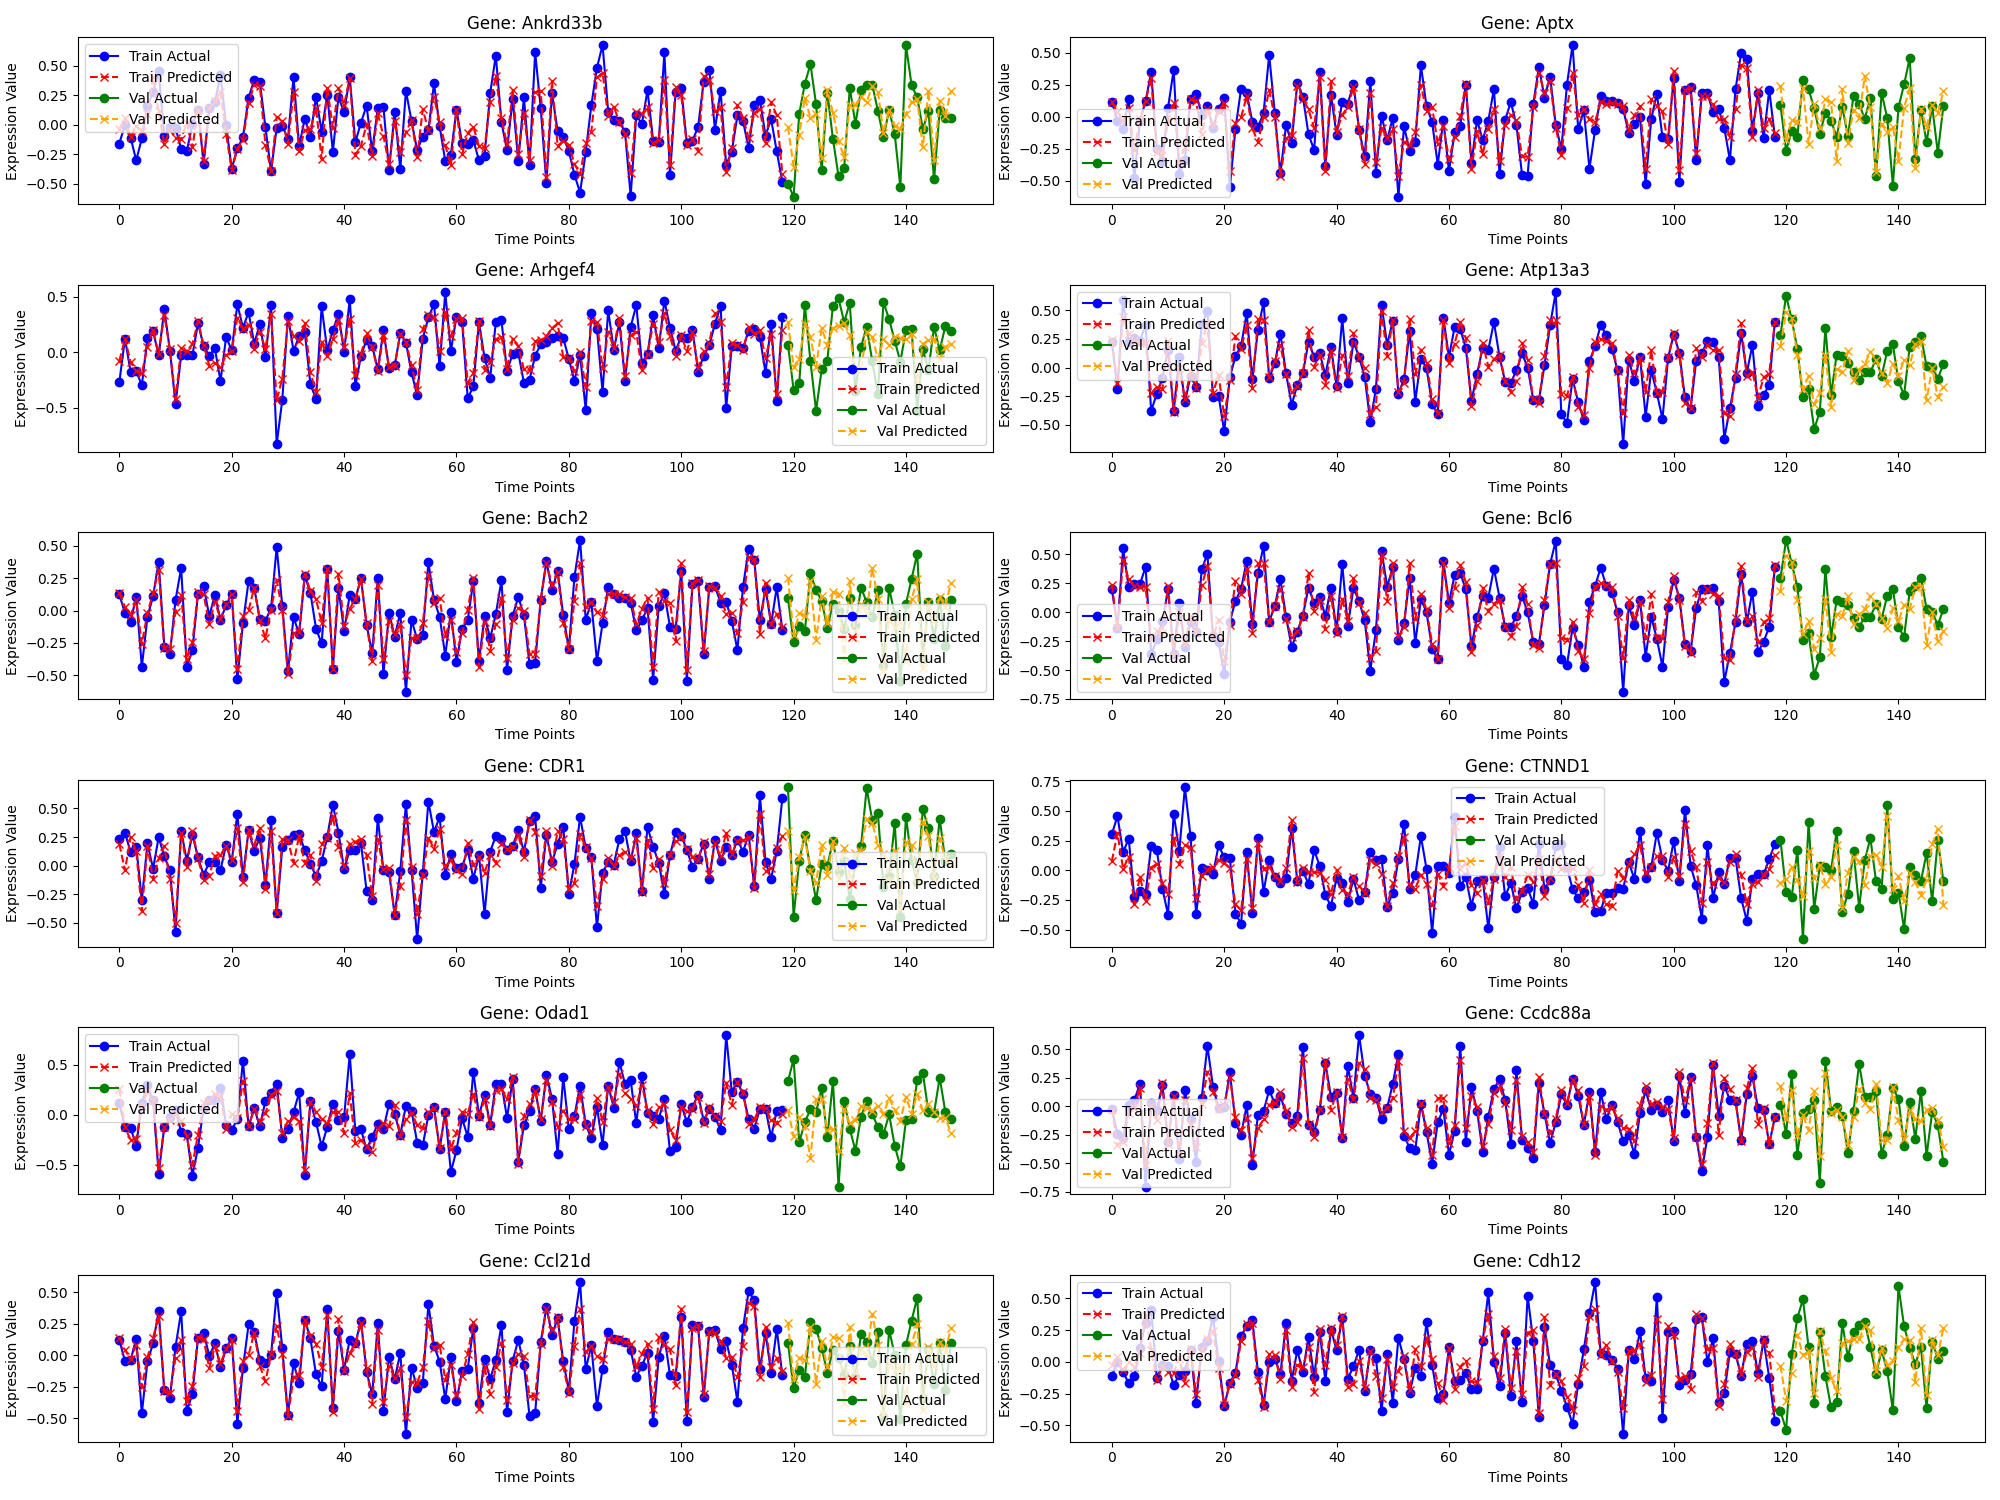 Gene: Ankrd33b
Expression Value
0.50
0.25
0.00
−0.25
−0.50
Train Actual
Train Predicted
Val Actual
Val Predicted
0 20 40 60 80 100 120 140
Time Points
Gene: Aptx
Expression Value
0.50
0.25
0.00
−0.25
−0.50
Train Actual
Train Predicted
Val Actual
Val Predicted
0 20 40 60 80 100 120 140
Time Points
Gene: Arhgef4
Expression Value
0.5
0.0
−0.5
Train Actual
Train Predicted
Val Actual
Val Predicted
0 20 40 60 80 100 120 140
Time Points
Gene: Atp13a3
Expression Value
0.50
0.25
0.00
−0.25
−0.50
Train Actual
Train Predicted
Val Actual
Val Predicted
0 20 40 60 80 100 120 140
Time Points
Gene: Bach2
Expression Value
0.50
0.25
0.00
−0.25
−0.50
Train Actual
Train Predicted
Val Actual
Val Predicted
0 20 40 60 80 100 120 140
Time Points
Gene: Bcl6
Expression Value
0.50
0.25
0.00
−0.25
−0.50
−0.75
Train Actual
Train Predicted
Val Actual
Val Predicted
0 20 40 60 80 100 120 140
Time Points
Gene: CDR1
Expression Value
0.50
0.25
0.00
−0.25
−0.50
Train Actual
Train Predicted
Val Actual
Val Predicted
0 20 40 60 80 100 120 140
Time Points
Gene: CTNND1
Expression Value
0.75
0.50
0.25
0.00
−0.25
−0.50
Train Actual
Train Predicted
Val Actual
Val Predicted
0 20 40 60 80 100 120 140
Time Points
Gene: Odad1
Expression Value
0.5
0.0
−0.5
Train Actual
Train Predicted
Val Actual
Val Predicted
0 20 40 60 80 100 120 140
Time Points
Gene: Ccdc88a
Expression Value
0.50
0.25
0.00
−0.25
−0.50
−0.75
Train Actual
Train Predicted
Val Actual
Val Predicted
0 20 40 60 80 100 120 140
Time Points
Gene: Ccl21d
Expression Value
0.50
0.25
0.00
−0.25
−0.50
Train Actual
Train Predicted
Val Actual
Val Predicted
0 20 40 60 80 100 120 140
Time Points
Gene: Cdh12
Expression Value
0.50
0.25
0.00
−0.25
−0.50
Train Actual
Train Predicted
Val Actual
Val Predicted
0 20 40 60 80 100 120 140
Time Points